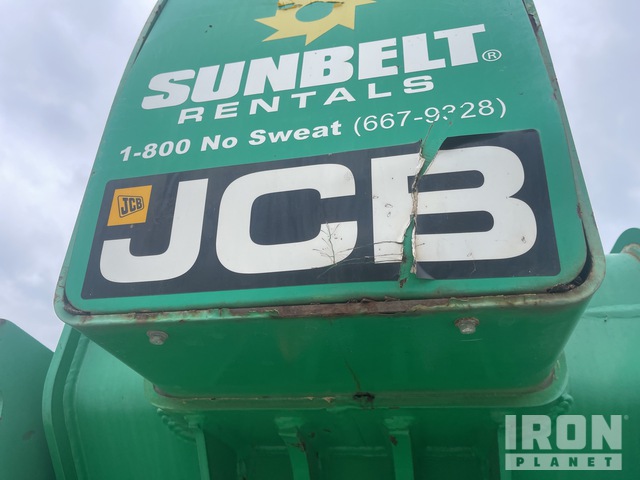 SUNBELT®
RENTALS
1-800 No Sweat (667-9328)
JCB
JCB
IRON
PLANET